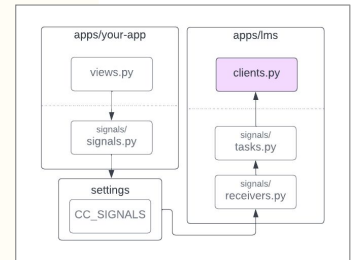 apps/your-app
views.py
signals/
signals.py
settings
CC_SIGNALS
apps/lms
clients.py
signals/
tasks.py
signals/
receivers.py